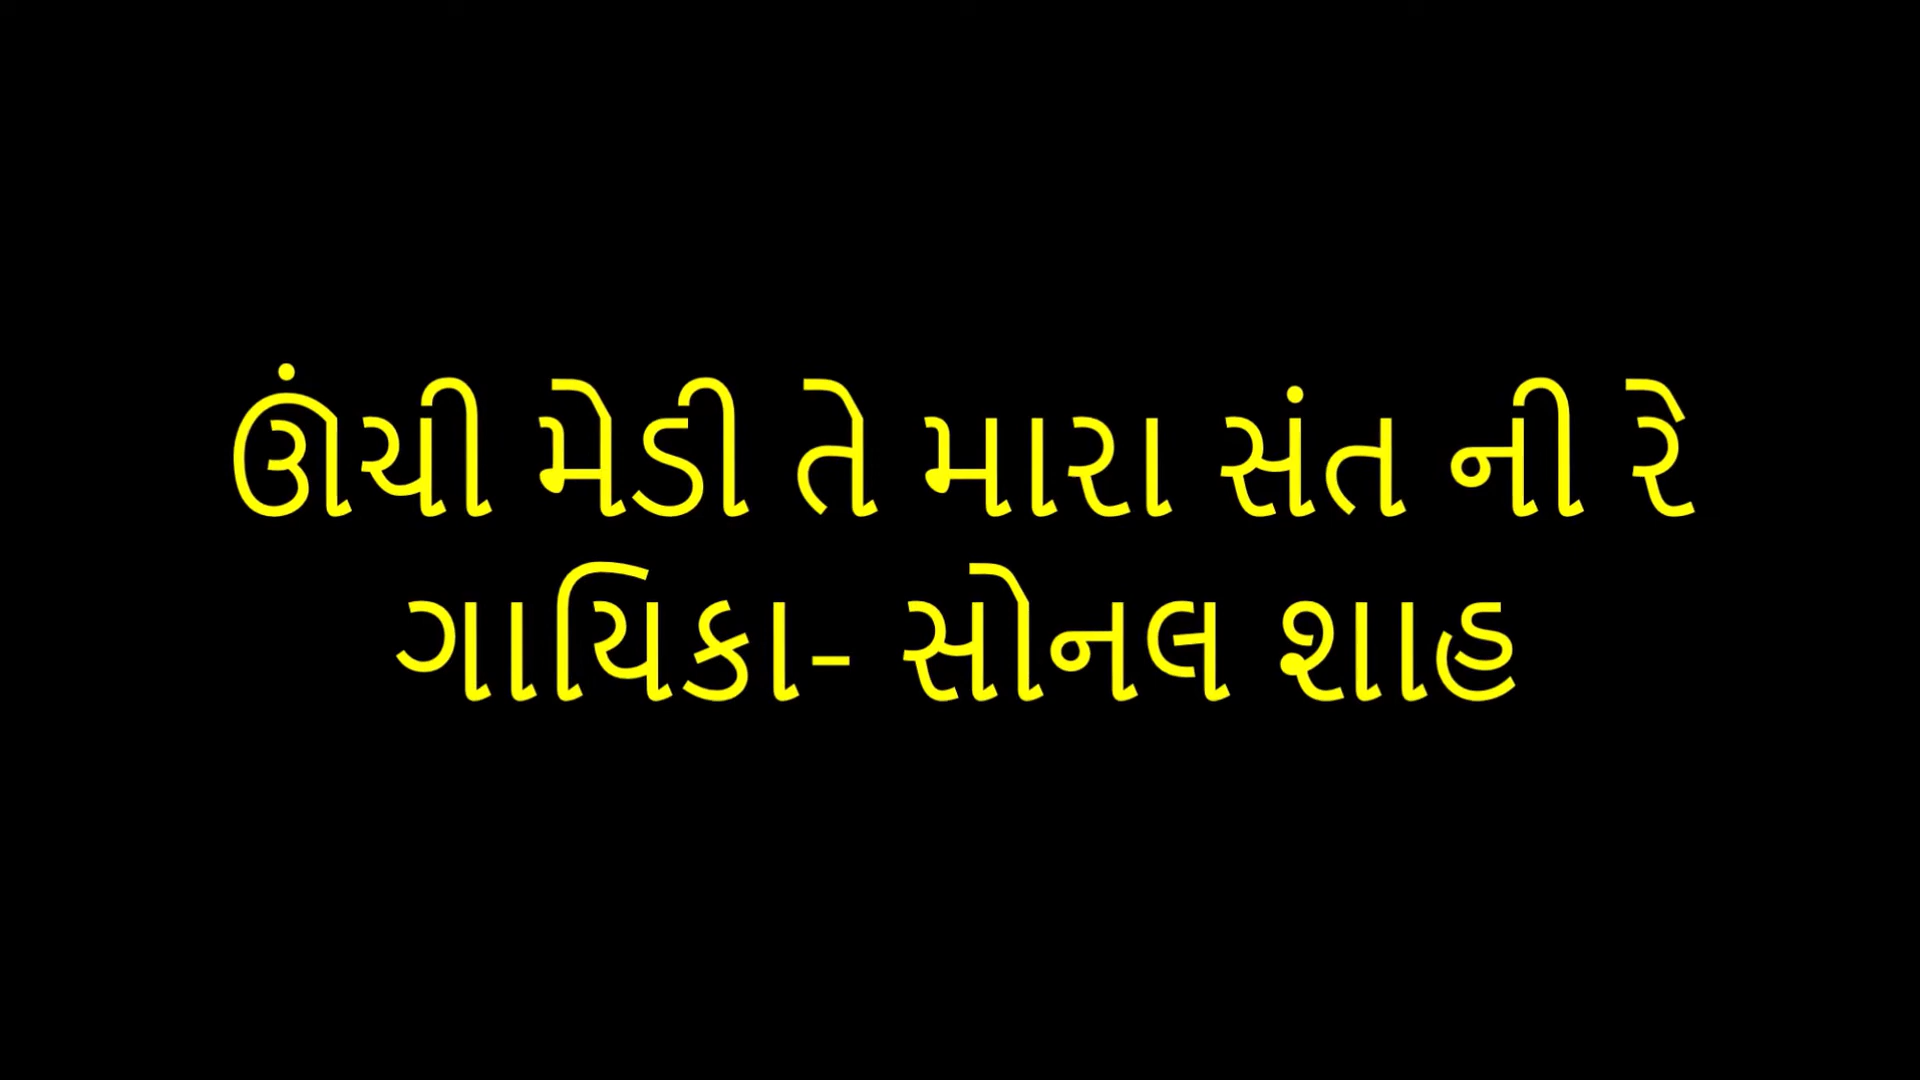 ઊંચી મેડી તે મારા સંત ની રે
ગાયિકા- સોનલ શાહ